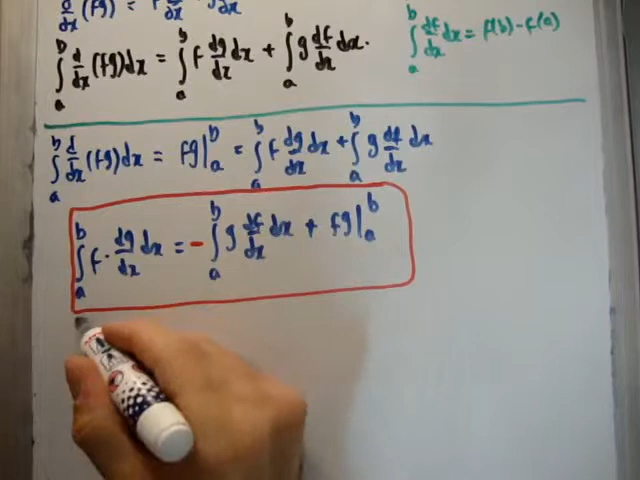 d/dx (fg) = f dg/dx
∫_a^b d/dx (fg) dx = ∫_a^b f dg/dx dx + ∫_a^b g df/dx dx.
∫_a^b df/dx dx = f(b) - f(a)
∫_a^b d/dx (fg) dx = fg|_a^b = ∫_a^b f dg/dx dx + ∫_a^b g df/dx dx
∫_a^b f · dg/dx dx = - ∫_a^b g df/dx dx + fg|_a^b